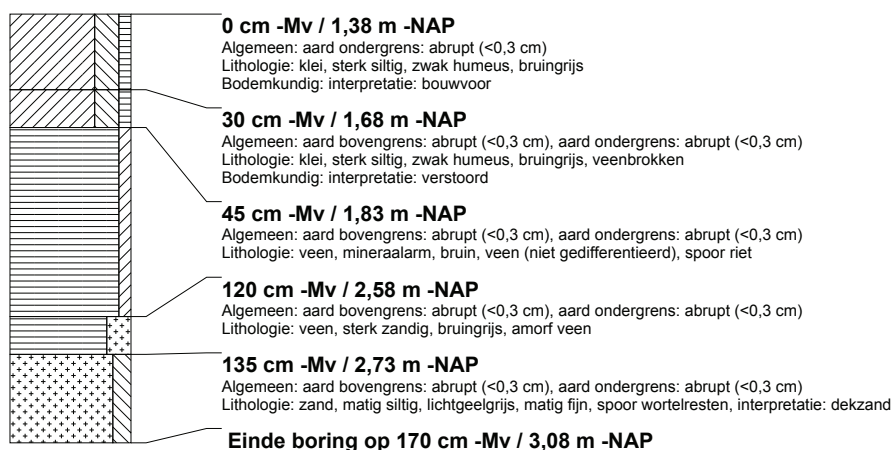 0 cm -Mv / 1,38 m -NAP
Algemeen: aard ondergrens: abrupt (<0,3 cm)
Lithologie: klei, sterk siltig, zwak humeus, bruingrijs
Bodemkundig: interpretatie: bouwvoor
30 cm -Mv / 1,68 m -NAP
Algemeen: aard bovengrens: abrupt (<0,3 cm), aard ondergrens: abrupt (<0,3 cm)
Lithologie: klei, sterk siltig, zwak humeus, bruingrijs, veenbrokken
Bodemkundig: interpretatie: verstoord
45 cm -Mv / 1,83 m -NAP
Algemeen: aard bovengrens: abrupt (<0,3 cm), aard ondergrens: abrupt (<0,3 cm)
Lithologie: veen, mineraalarm, bruin, veen (niet gedifferentieerd), spoor riet
120 cm -Mv / 2,58 m -NAP
Algemeen: aard bovengrens: abrupt (<0,3 cm), aard ondergrens: abrupt (<0,3 cm)
Lithologie: veen, sterk zandig, bruingrijs, amorf veen
135 cm -Mv / 2,73 m -NAP
Algemeen: aard bovengrens: abrupt (<0,3 cm), aard ondergrens: abrupt (<0,3 cm)
Lithologie: zand, matig siltig, lichtgeelgrijs, matig fijn, spoor wortelresten, interpretatie: dekzand
Einde boring op 170 cm -Mv / 3,08 m -NAP